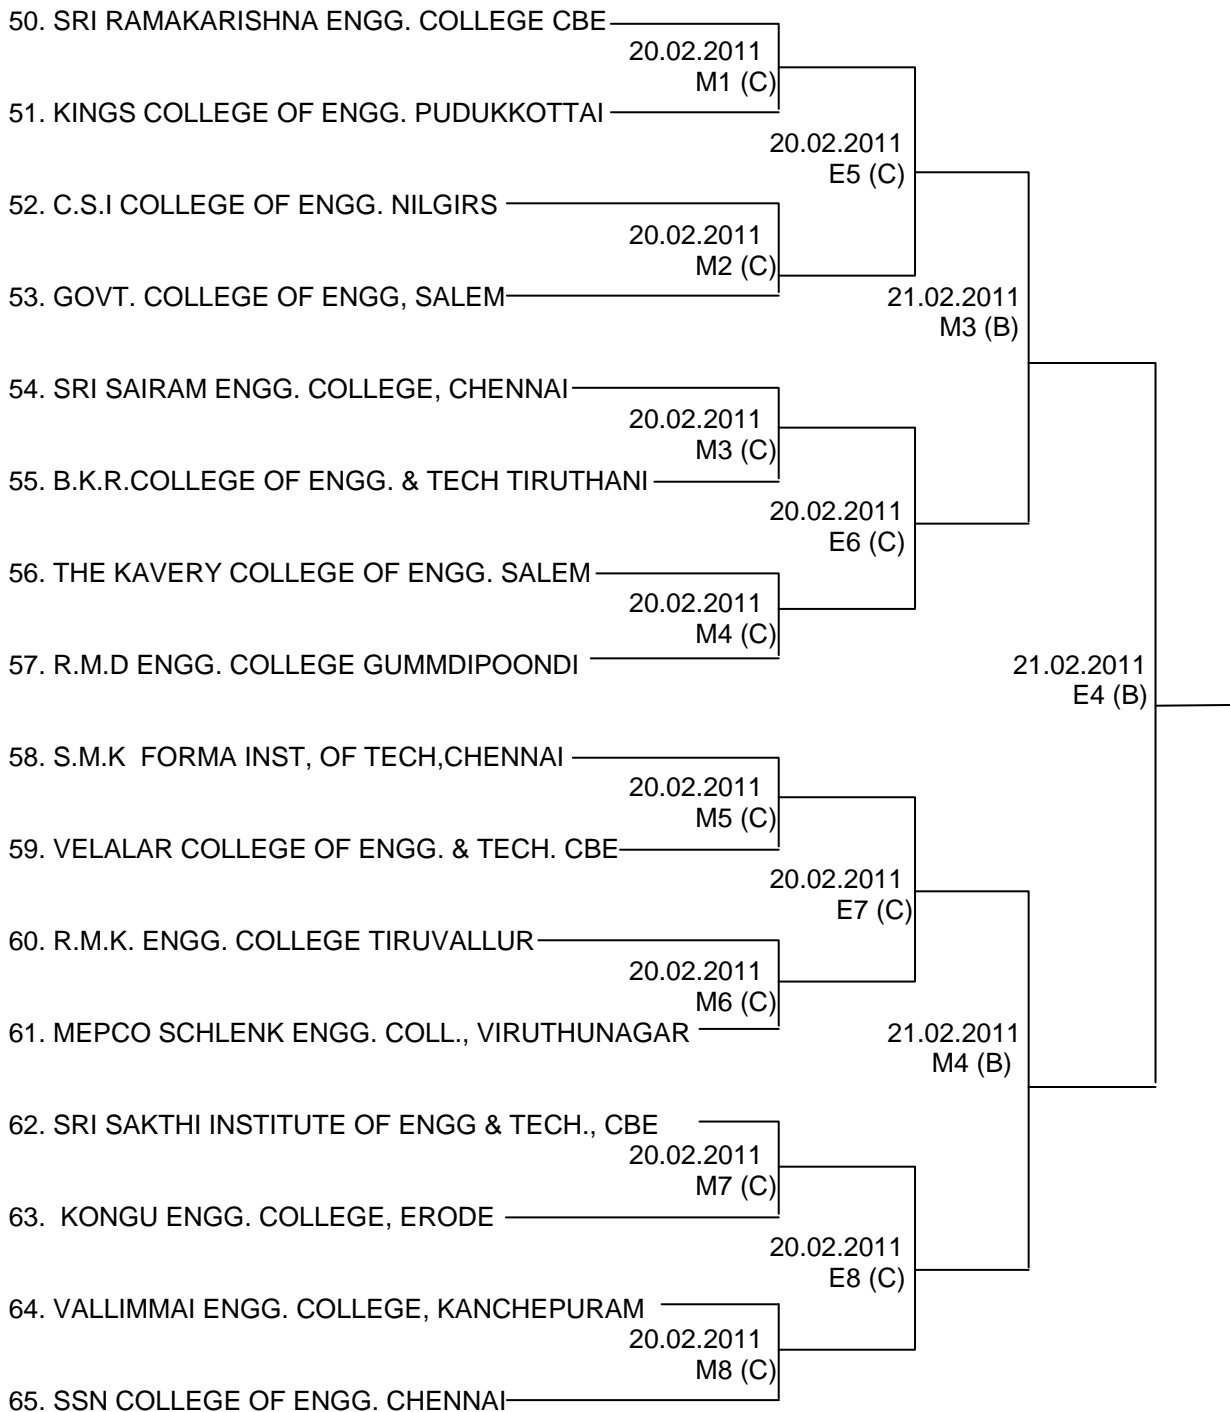 50. SRI RAMAKARISHNA ENGG. COLLEGE CBE
20.02.2011
M1 (C)
51. KINGS COLLEGE OF ENGG. PUDUKKOTTAI
20.02.2011
E5 (C)
52. C.S.I COLLEGE OF ENGG. NILGIRS
20.02.2011
M2 (C)
53. GOVT. COLLEGE OF ENGG, SALEM
21.02.2011
M3 (B)
54. SRI SAIRAM ENGG. COLLEGE, CHENNAI
20.02.2011
M3 (C)
55. B.K.R.COLLEGE OF ENGG. & TECH TIRUTHANI
20.02.2011
E6 (C)
56. THE KAVERY COLLEGE OF ENGG. SALEM
20.02.2011
M4 (C)
57. R.M.D ENGG. COLLEGE GUMMDIPOONDI
21.02.2011
E4 (B)
58. S.M.K  FORMA INST, OF TECH,CHENNAI
20.02.2011
M5 (C)
59. VELALAR COLLEGE OF ENGG. & TECH. CBE
20.02.2011
E7 (C)
60. R.M.K. ENGG. COLLEGE TIRUVALLUR
20.02.2011
M6 (C)
61. MEPCO SCHLENK ENGG. COLL., VIRUTHUNAGAR
21.02.2011
M4 (B)
62. SRI SAKTHI INSTITUTE OF ENGG & TECH., CBE
20.02.2011
M7 (C)
63.  KONGU ENGG. COLLEGE, ERODE
20.02.2011
E8 (C)
64. VALLIMMAI ENGG. COLLEGE, KANCHEPURAM
20.02.2011
M8 (C)
65. SSN COLLEGE OF ENGG. CHENNAI